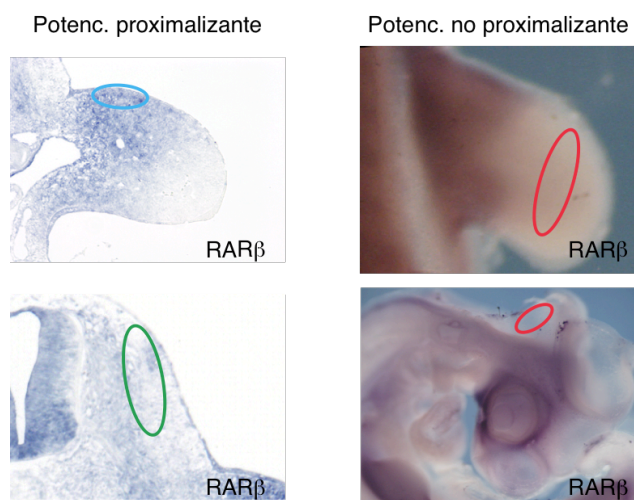 Potenc. proximalizante
Potenc. no proximalizante
RARβ
RARβ
RARβ
RARβ